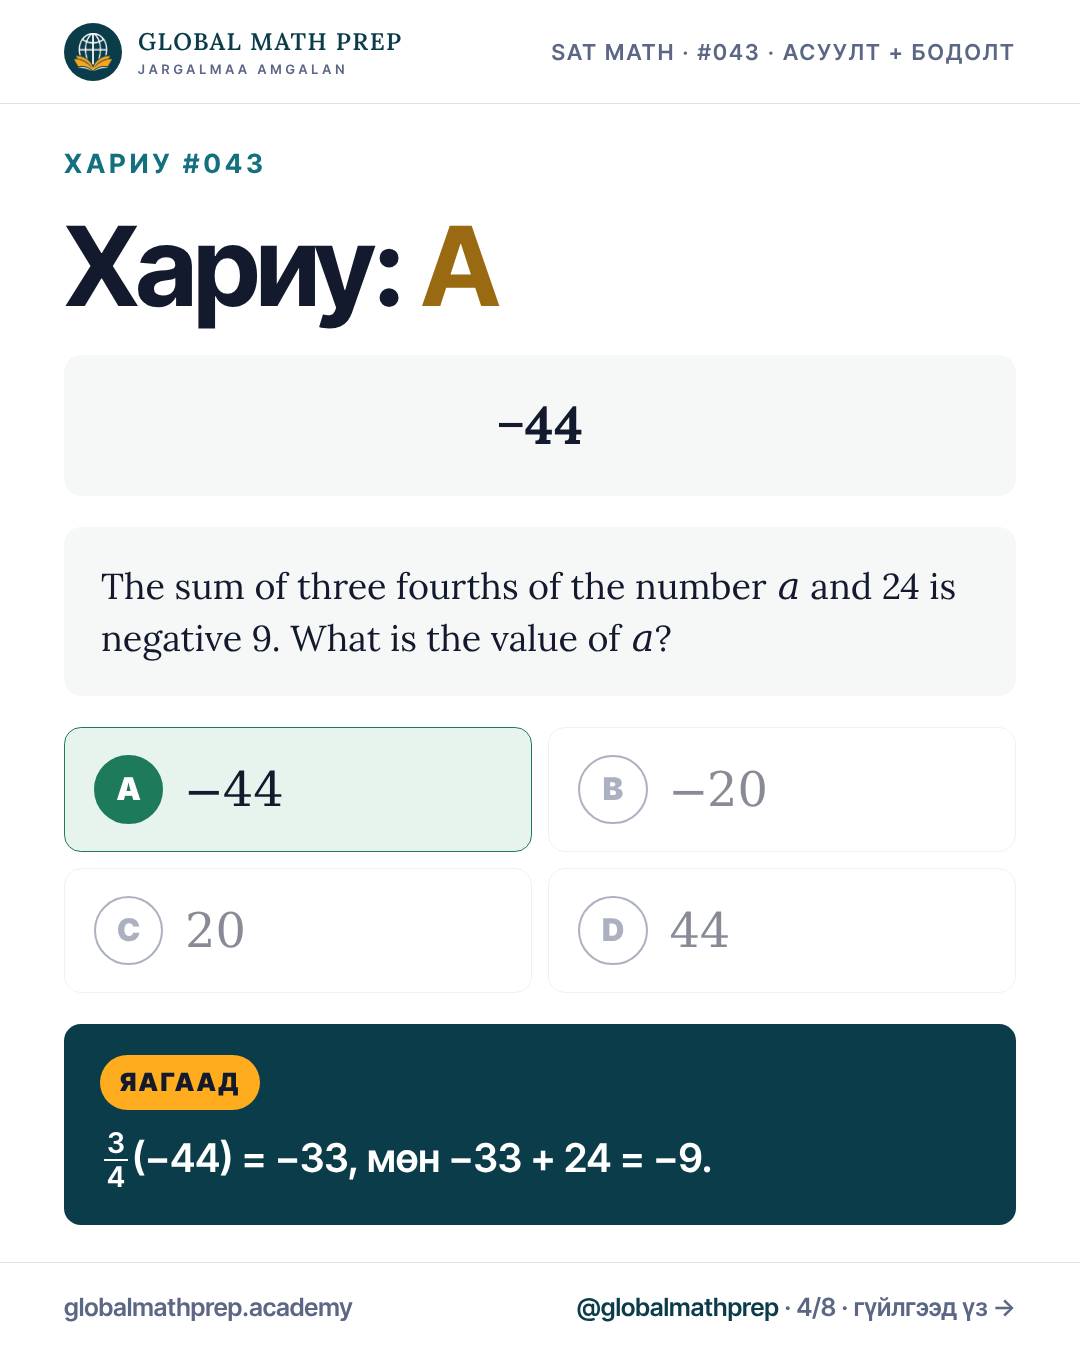 GLOBAL MATH PREP
JARGALMAA AMGALAN
SAT MATH · #043 · АСУУЛТ + БОДОЛТ
ХАРИУ #043
Хариу: A
−44
The sum of three fourths of the number a and 24 is
negative 9. What is the value of a?
A −44
B −20
C 20
D 44
ЯАГААД
3/4(−44) = −33, мөн −33 + 24 = −9.
globalmathprep.academy
@globalmathprep · 4/8 · гүйлгээд үз →